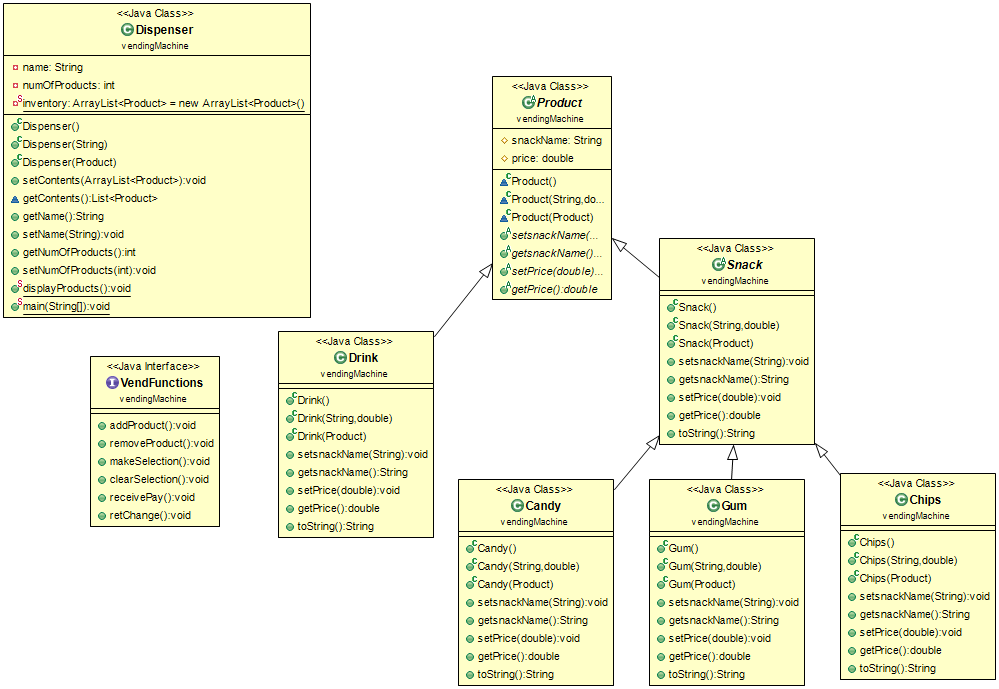 <<Java Class>>
Dispenser
vendingMachine
name: String
numOfProducts: int
inventory: ArrayList<Product> = new ArrayList<Product>()
Dispenser()
Dispenser(String)
Dispenser(Product)
setContents(ArrayList<Product>):void
getContents():List<Product>
getName():String
setName(String):void
getNumOfProducts():int
setNumOfProducts(int):void
displayProducts():void
main(String[]):void
<<Java Class>>
Product
vendingMachine
snackName: String
price: double
Product()
Product(String,do...
Product(Product)
setsnackName(...
getsnackName()...
setPrice(double)...
getPrice():double
<<Java Class>>
Snack
vendingMachine
Snack()
Snack(String,double)
Snack(Product)
setsnackName(String):void
getsnackName():String
setPrice(double):void
getPrice():double
toString():String
<<Java Class>>
Drink
vendingMachine
Drink()
Drink(String,double)
Drink(Product)
setsnackName(String):void
getsnackName():String
setPrice(double):void
getPrice():double
toString():String
<<Java Interface>>
VendFunctions
vendingMachine
addProduct():void
removeProduct():void
makeSelection():void
clearSelection():void
receivePay():void
retChange():void
<<Java Class>>
Candy
vendingMachine
Candy()
Candy(String,double)
Candy(Product)
setsnackName(String):void
getsnackName():String
setPrice(double):void
getPrice():double
toString():String
<<Java Class>>
Gum
vendingMachine
Gum()
Gum(String,double)
Gum(Product)
setsnackName(String):void
getsnackName():String
setPrice(double):void
getPrice():double
toString():String
<<Java Class>>
Chips
vendingMachine
Chips()
Chips(String,double)
Chips(Product)
setsnackName(String):void
getsnackName():String
setPrice(double):void
getPrice():double
toString():String